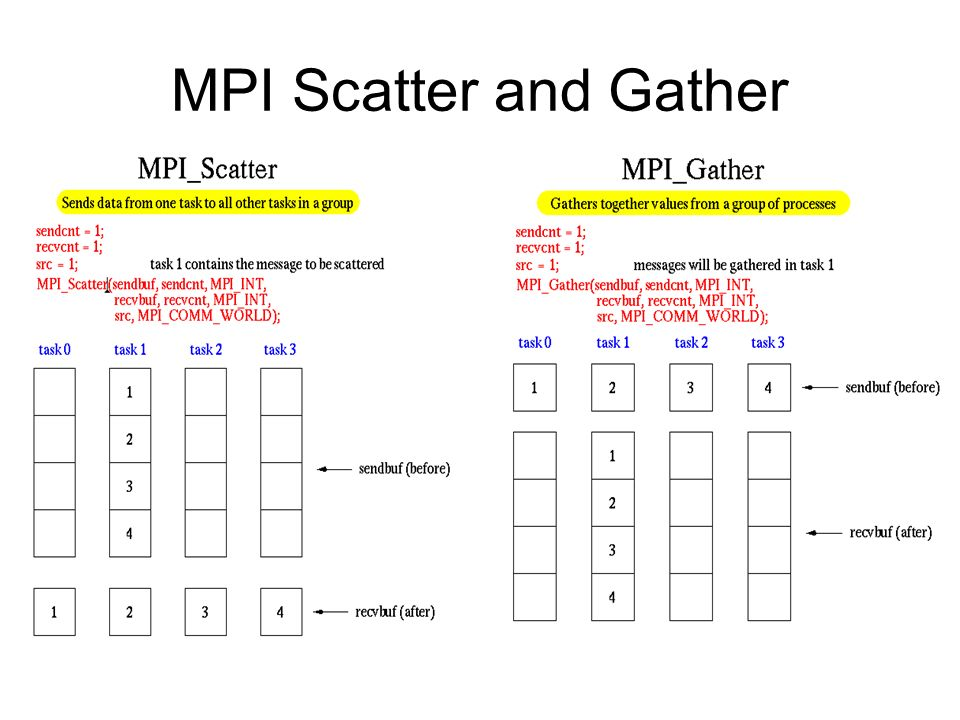 MPI Scatter and Gather
MPI_Scatter
Sends data from one task to all other tasks in a group
sendcnt = 1;
recvcnt = 1;
src = 1; task 1 contains the message to be scattered
MPI_Scatter(sendbuf, sendcnt, MPI_INT,
recvbuf, recvcnt, MPI_INT,
src, MPI_COMM_WORLD);
task 0 task 1 task 2 task 3
1
2
sendbuf (before)
3
4
1 2 3 4 recvbuf (after)
MPI_Gather
Gathers together values from a group of processes
sendcnt = 1;
recvcnt = 1;
src = 1; messages will be gathered in task 1
MPI_Gather(sendbuf, sendcnt, MPI_INT,
recvbuf, recvcnt, MPI_INT,
src, MPI_COMM_WORLD);
task 0 task 1 task 2 task 3
1 2 3 4 sendbuf (before)
1
2
recvbuf (after)
3
4